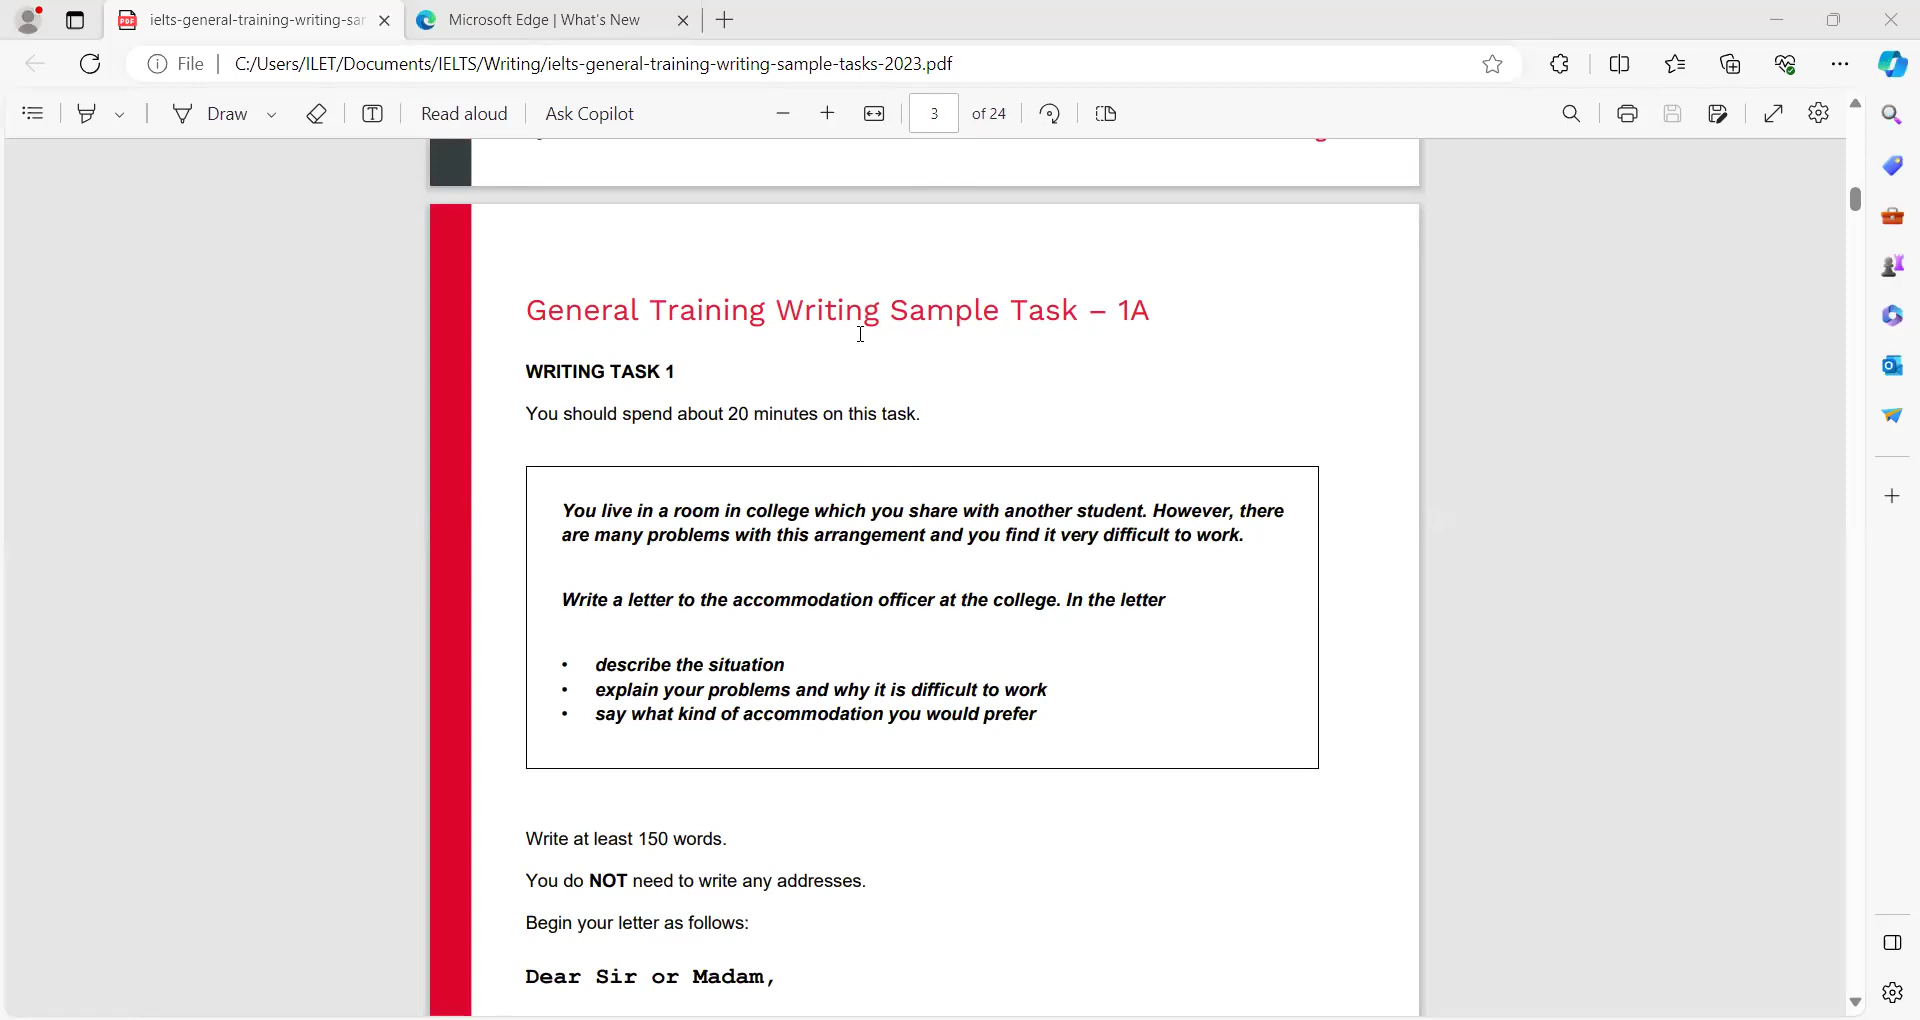 ielts-general-training-writing-sar
Microsoft Edge | What's New
File
C:/Users/ILET/Documents/IELTS/Writing/ielts-general-training-writing-sample-tasks-2023.pdf
Draw
Read aloud
Ask Copilot
3
of 24
General Training Writing Sample Task – 1A
WRITING TASK 1
You should spend about 20 minutes on this task.
You live in a room in college which you share with another student. However, there
are many problems with this arrangement and you find it very difficult to work.
Write a letter to the accommodation officer at the college. In the letter
• describe the situation
• explain your problems and why it is difficult to work
• say what kind of accommodation you would prefer
Write at least 150 words.
You do NOT need to write any addresses.
Begin your letter as follows:
Dear Sir or Madam,